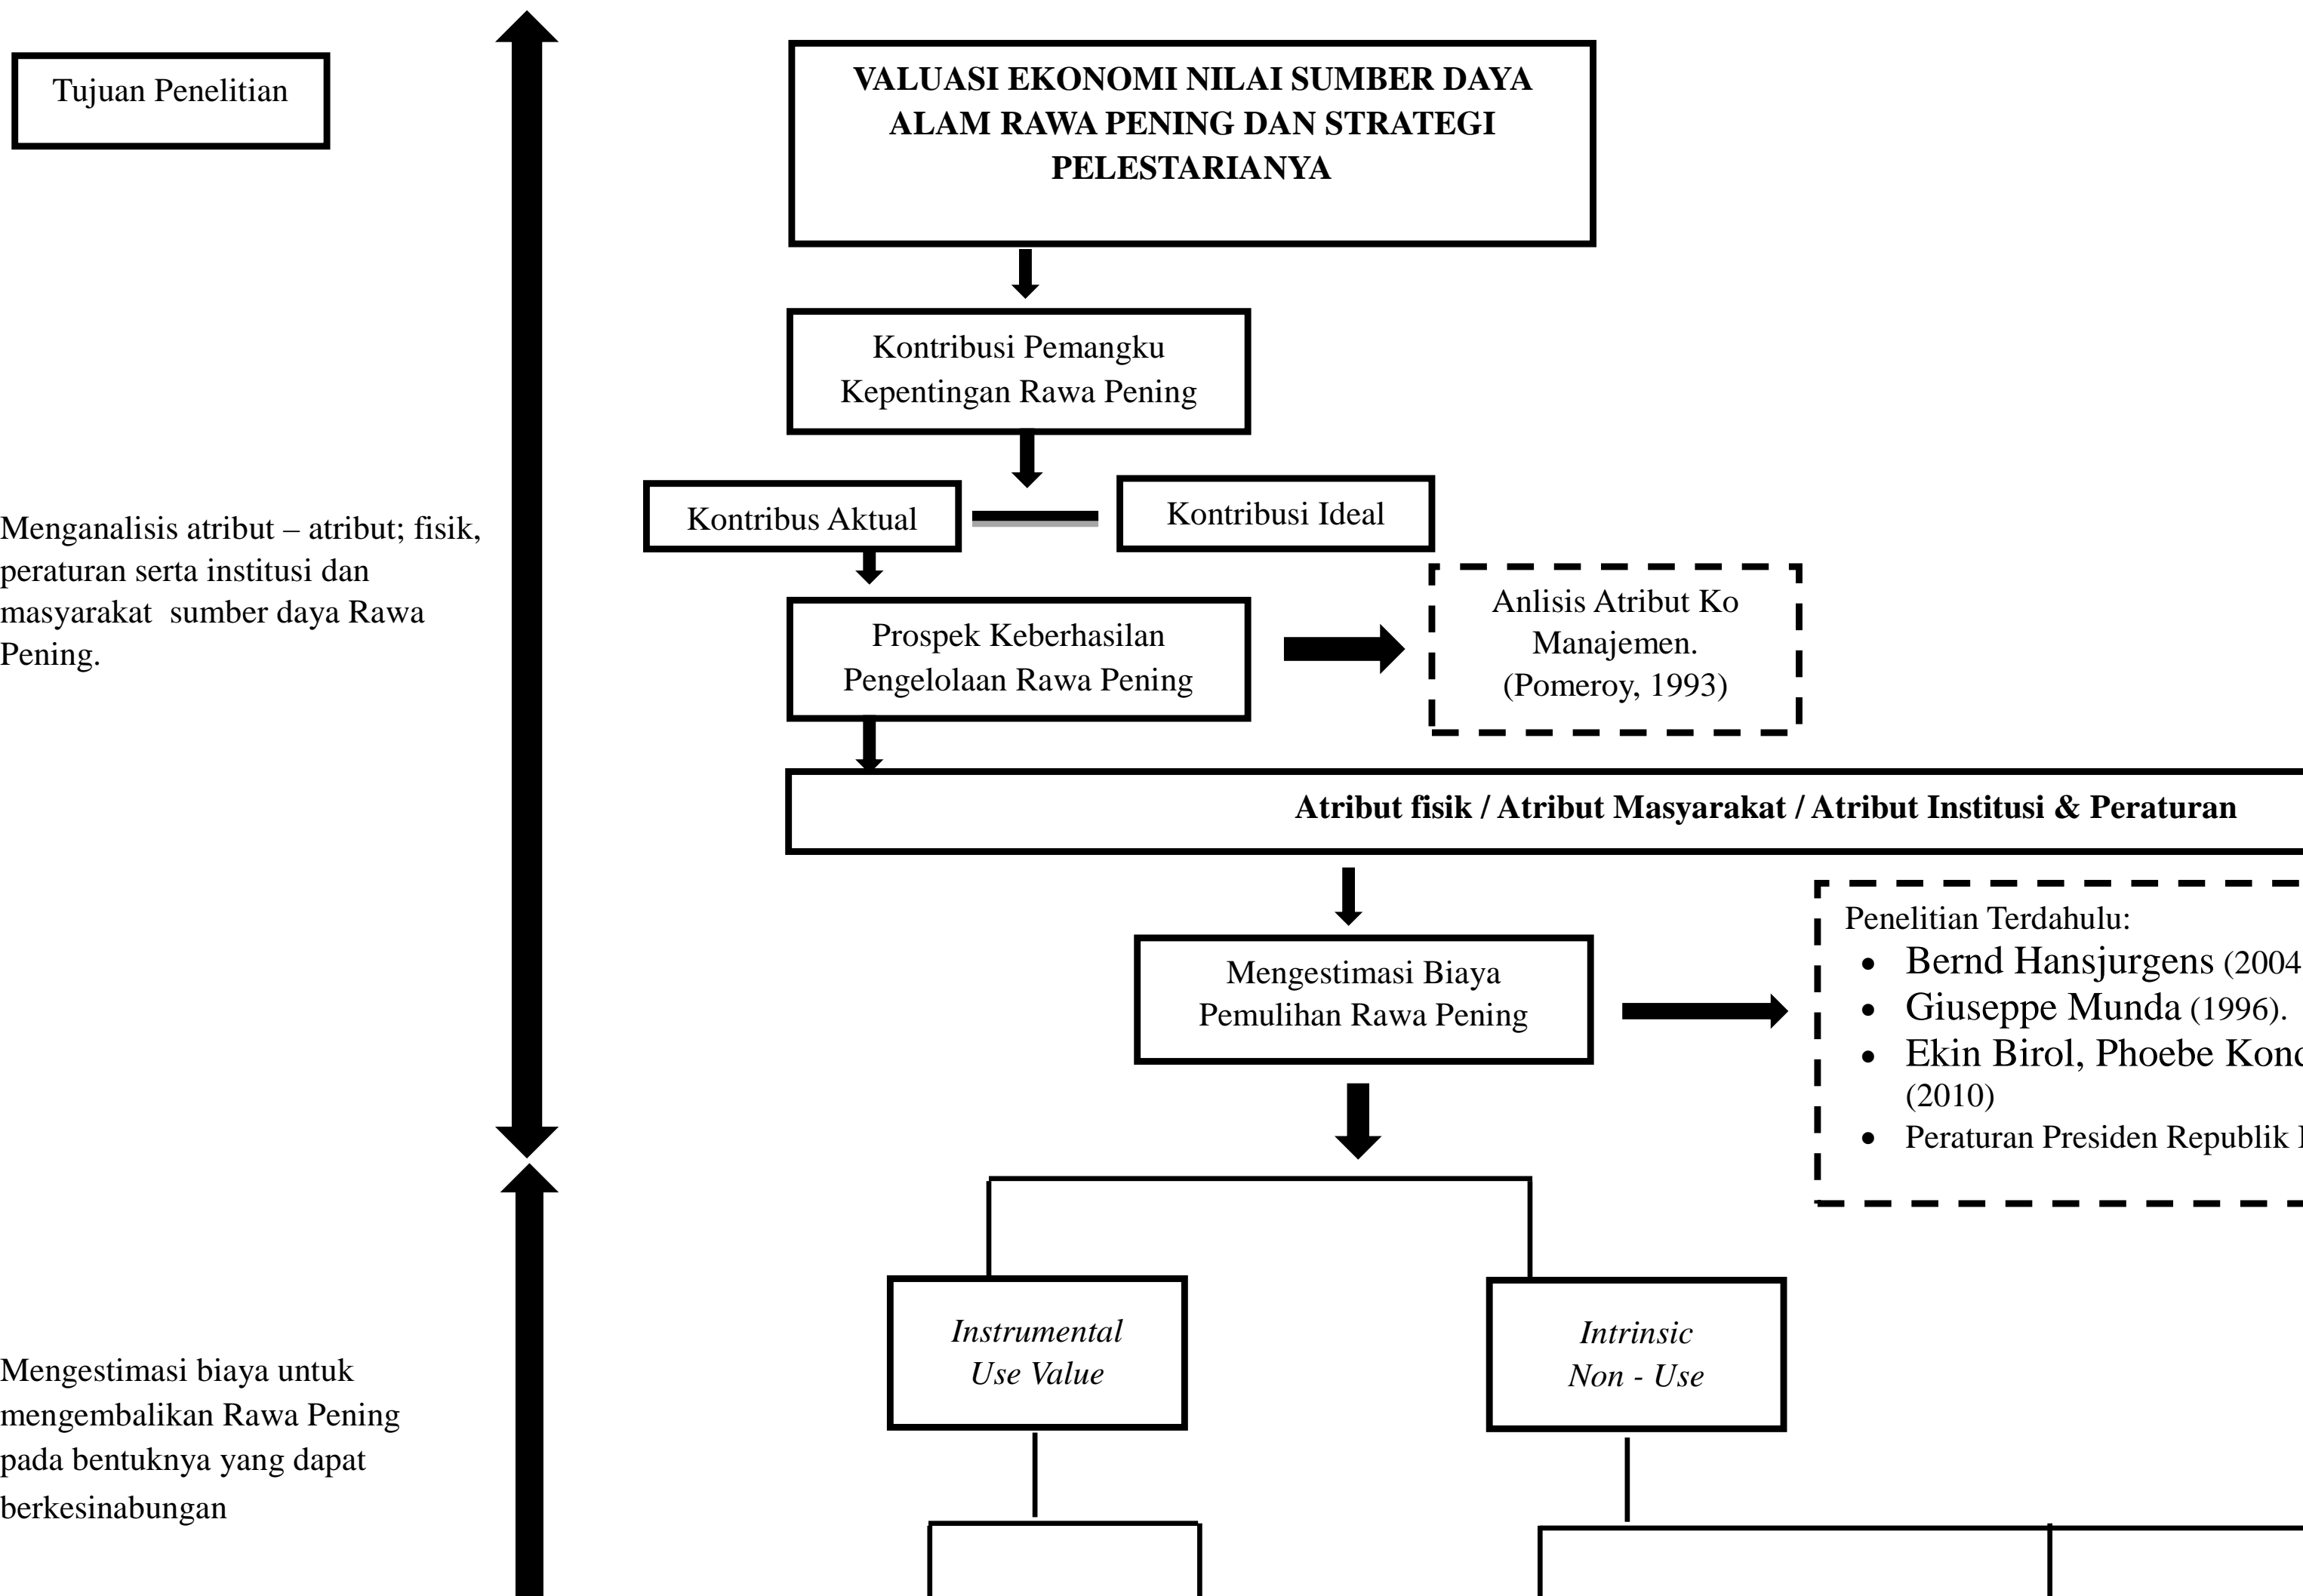 Tujuan Penelitian
VALUASI EKONOMI NILAI SUMBER DAYA
ALAM RAWA PENING DAN STRATEGI
PELESTARIANYA
Kontribusi Pemangku
Kepentingan Rawa Pening
Kontribus Aktual
Kontribusi Ideal
Menganalisis atribut – atribut; fisik,
peraturan serta institusi dan
masyarakat  sumber daya Rawa
Pening.
Prospek Keberhasilan
Pengelolaan Rawa Pening
Anlisis Atribut Ko
Manajemen.
(Pomeroy, 1993)
Atribut fisik / Atribut Masyarakat / Atribut Institusi & Peraturan
Mengestimasi Biaya
Pemulihan Rawa Pening
Penelitian Terdahulu:
• Bernd Hansjurgens (2004
• Giuseppe Munda (1996).
• Ekin Birol, Phoebe
(2010)
• Peraturan Presiden Republik
Instrumental
Use Value
Intrinsic
Non - Use
Mengestimasi biaya untuk
mengembalikan Rawa Pening
pada bentuknya yang dapat
berkesinabungan